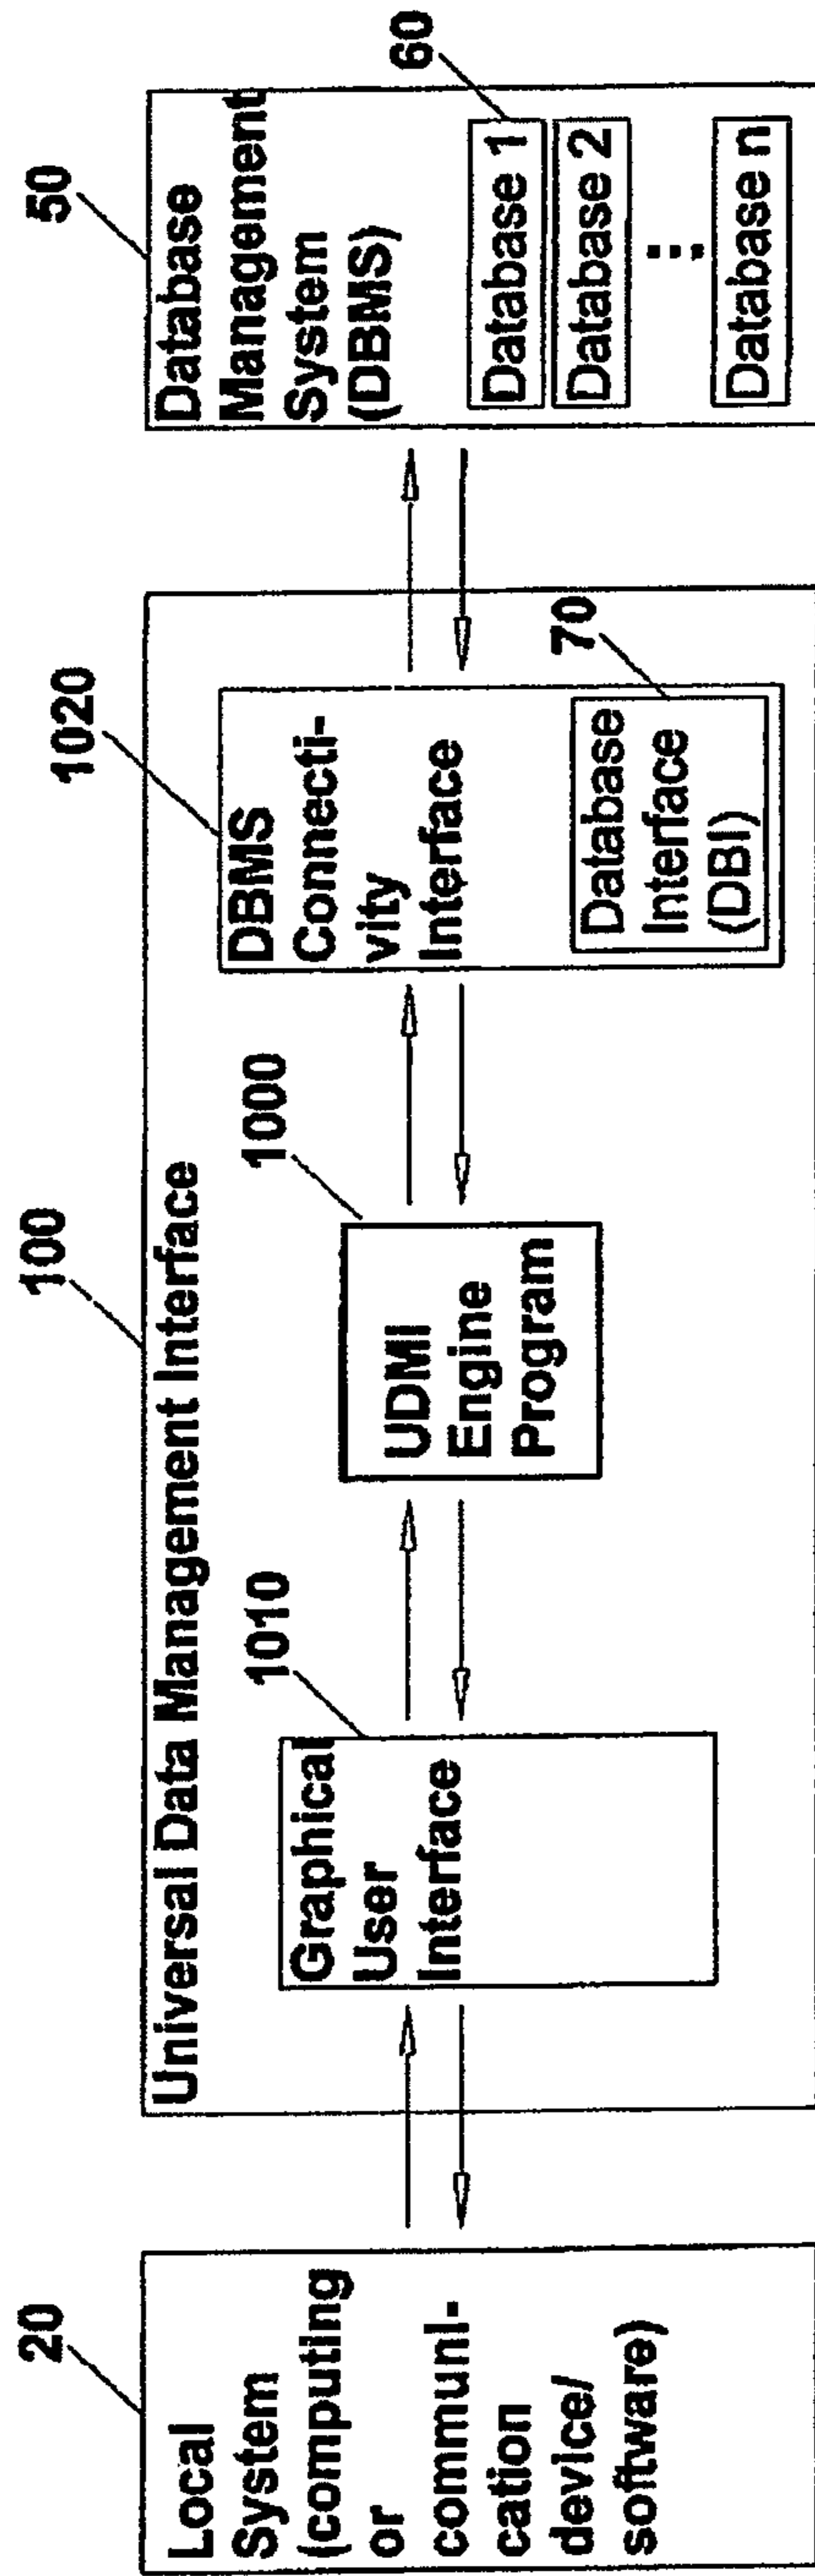 20
Local
System
(computing
or
communi-
cation
device/
software)
100
Universal Data Management Interface
1010
Graphical
User
Interface
1000
UDMI
Engine
Program
1020
DBMS
Connecti-
vity
Interface
70
Database
Interface
(DBI)
50
Database
Management
System
(DBMS)
60
Database 1
Database 2
...
Database n